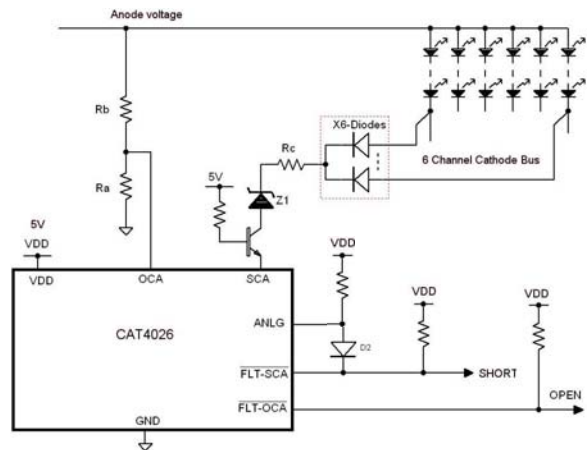 Anode voltage
Rb
X6-Diodes
Rc
6 Channel Cathode Bus
5V
Ra
Z1
5V
VDD
VDD
VDD
OCA
SCA
VDD
VDD
ANLG
CAT4026
D2
FLT-SCA
SHORT
OPEN
FLT-OCA
GND